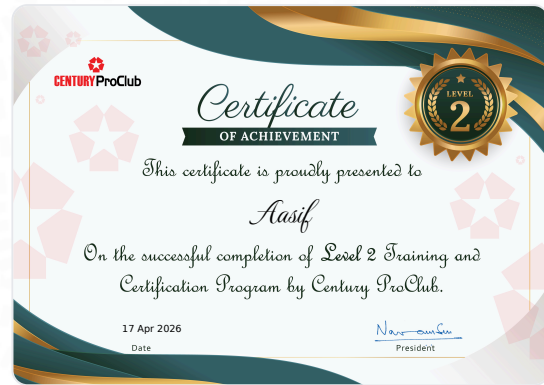 CENTURY ProClub
LEVEL
2
Certificate
OF ACHIEVEMENT
This certificate is proudly presented to
Aasif
On the successful completion of Level 2 Training and
Certification Program by Century ProClub.
17 Apr 2026
Date
President